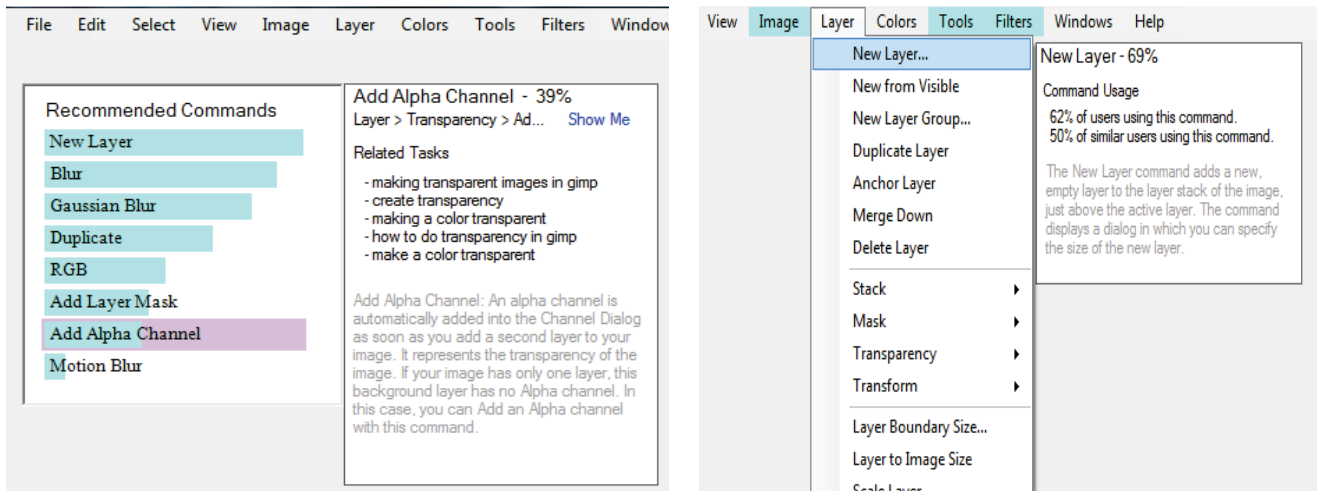 File Edit Select View Image Layer Colors Tools Filters Window
Recommended Commands
New Layer
Blur
Gaussian Blur
Duplicate
RGB
Add Layer Mask
Add Alpha Channel
Motion Blur
Add Alpha Channel - 39%
Layer > Transparency > Ad... Show Me
Related Tasks
- making transparent images in gimp
- create transparency
- making a color transparent
- how to do transparency in gimp
- make a color transparent
Add Alpha Channel: An alpha channel is
automatically added into the Channel Dialog
as soon as you add a second layer to your
image. It represents the transparency of the
image. If your image has only one layer, this
background layer has no Alpha channel. In
this case, you can Add an Alpha channel
with this command.
View Image Layer Colors Tools Filters Windows Help
New Layer...
New from Visible
New Layer Group...
Duplicate Layer
Anchor Layer
Merge Down
Delete Layer
Stack
Mask
Transparency
Transform
Layer Boundary Size...
Layer to Image Size
Scale Layer
New Layer - 69%
Command Usage
62% of users using this command.
50% of similar users using this command.
The New Layer command adds a new,
empty layer to the layer stack of the image,
just above the active layer. The command
displays a dialog in which you can specify
the size of the new layer.